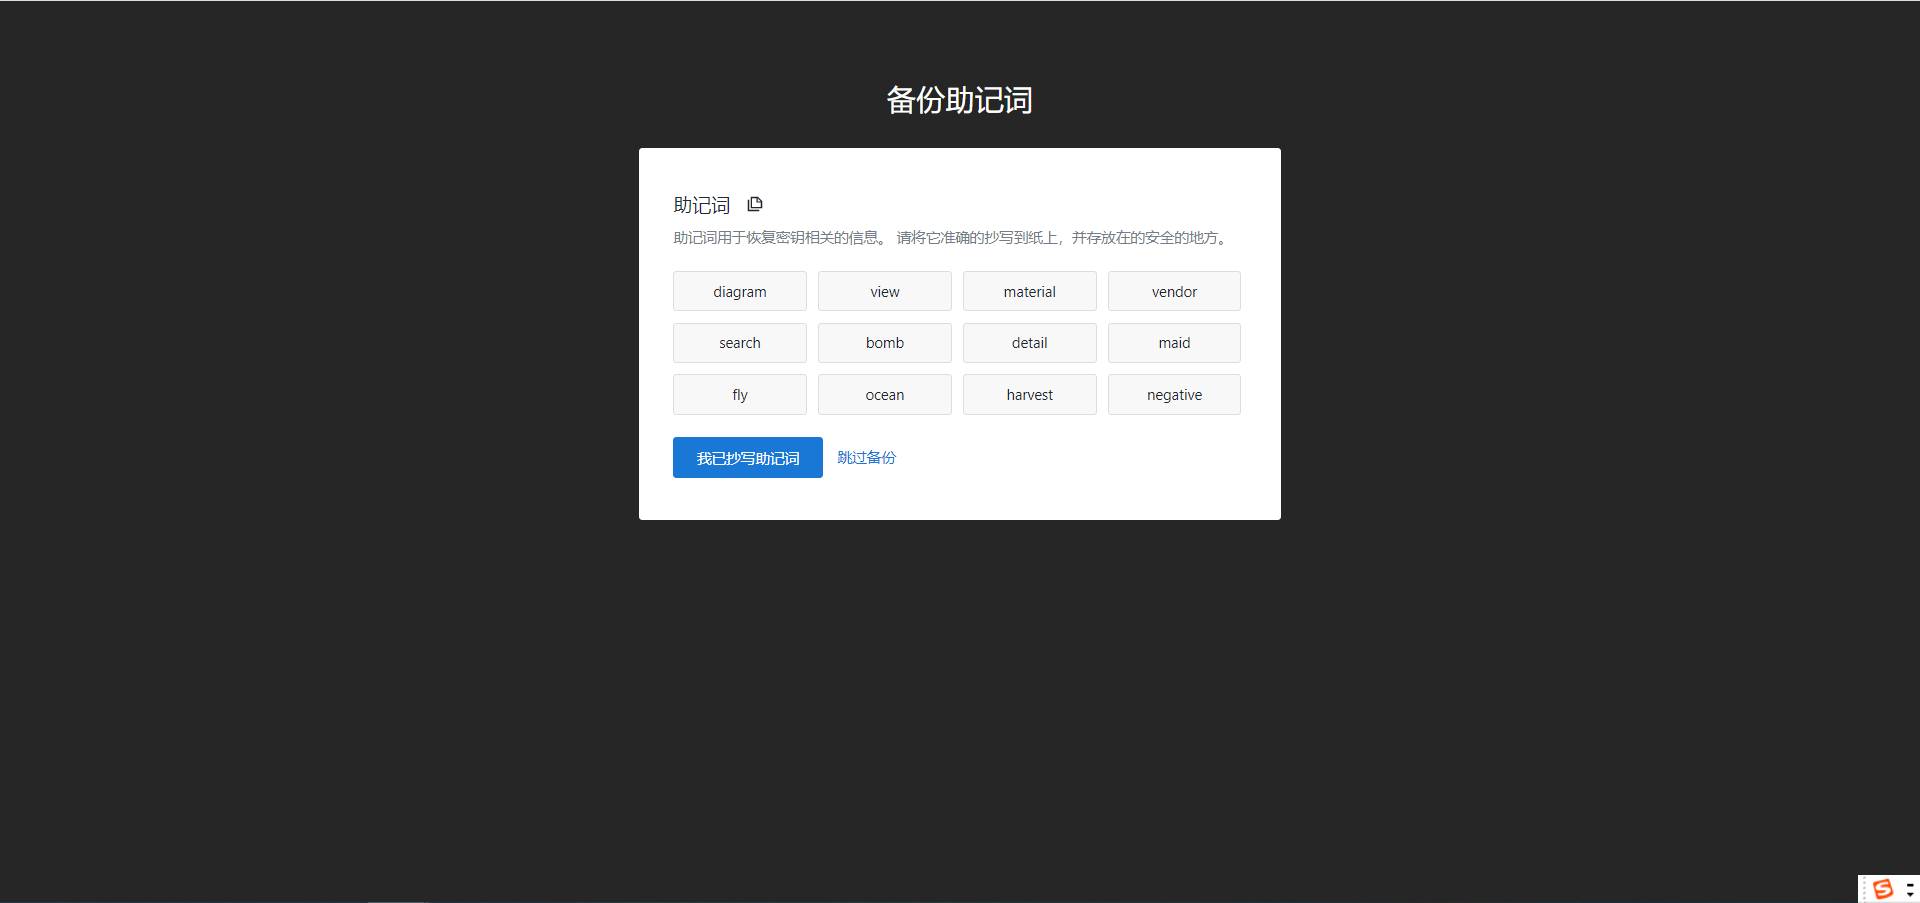 备份助记词
助记词
助记词用于恢复密钥相关的信息。 请将它准确的抄写到纸上，并存放在的安全的地方。
diagram view material vendor
search bomb detail maid
fly ocean harvest negative
我已抄写助记词 跳过备份